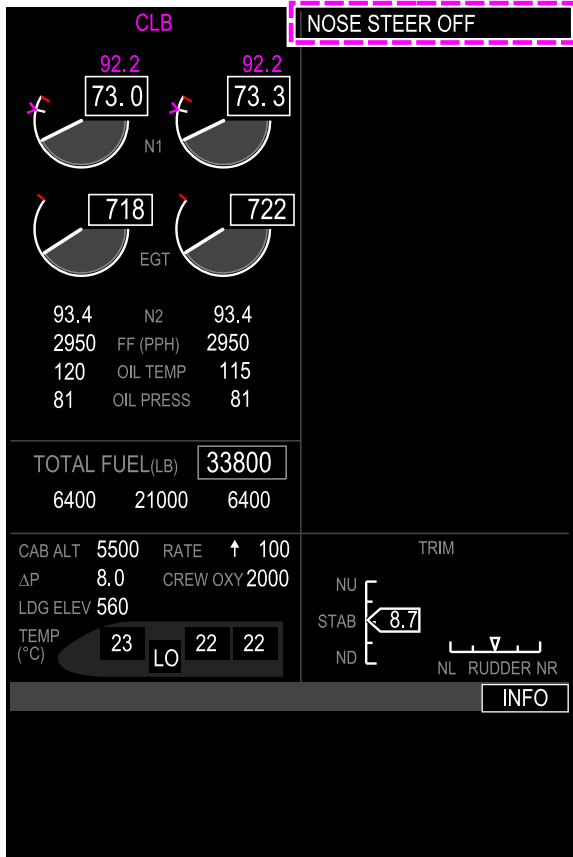 CLB
NOSE STEER OFF
92.2 92.2
73.0 73.3
N1
718 722
EGT
93.4 N2 93.4
2950 FF (PPH) 2950
120 OIL TEMP 115
81 OIL PRESS 81
TOTAL FUEL(LB) 33800
6400 21000 6400
CAB ALT 5500 RATE ↑ 100
ΔP 8.0 CREW OXY 2000
LDG ELEV 560
TEMP (°C) 23 LO 22 22
TRIM
NU
STAB 8.7
ND
NL RUDDER NR
INFO